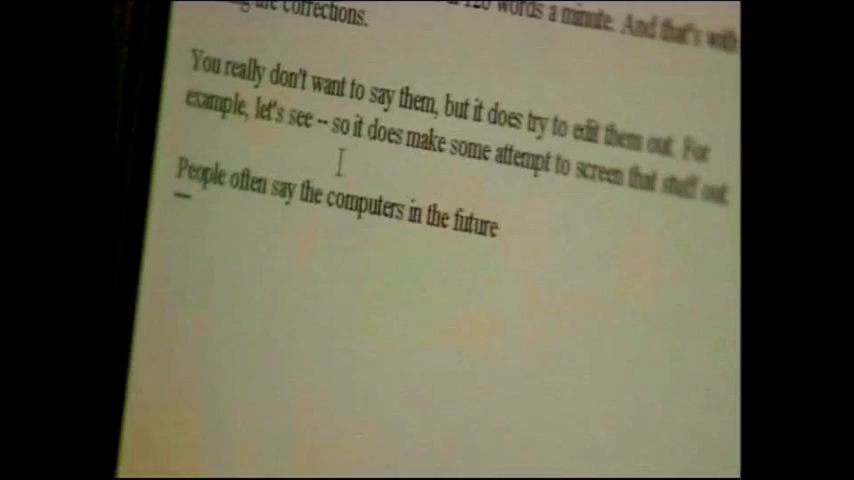 the corrections.
120 words a minute. And that's with
You really don't want to say them, but it does try to edit them out. For
example, let's see -- so it does make some attempt to screen that stuff out.
People often say the computers in the future